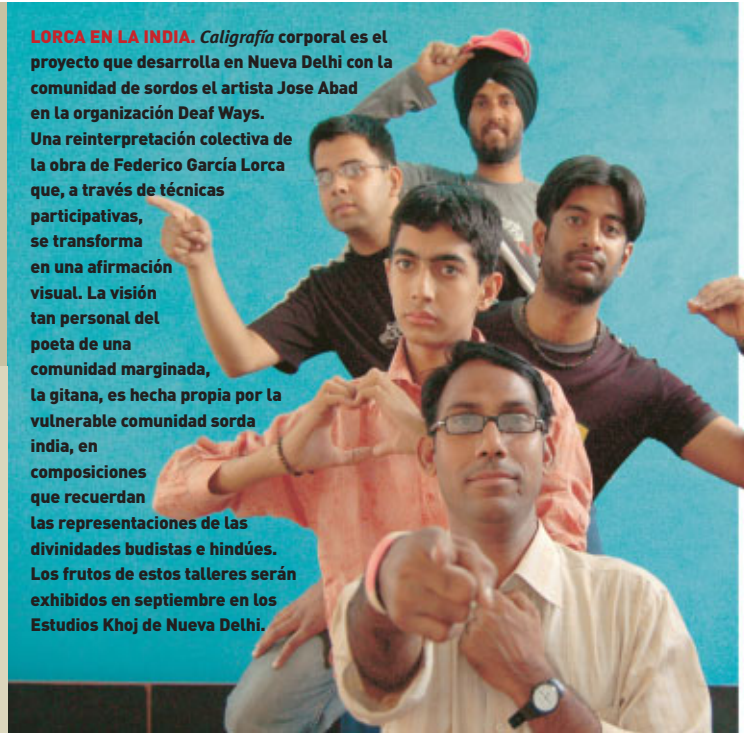 LORCA EN LA INDIA. Caligrafía corporal es el
proyecto que desarrolla en Nueva Delhi con la
comunidad de sordos el artista Jose Abad
en la organización Deaf Ways.
Una reinterpretación colectiva de
la obra de Federico García Lorca
que, a través de técnicas
participativas,
se transforma
en una afirmación
visual. La visión
tan personal del
poeta de una
comunidad marginada,
la gitana, es hecha propia por la
vulnerable comunidad sorda
india, en
composiciones
que recuerdan
las representaciones de las
divinidades budistas e hindúes.
Los frutos de estos talleres serán
exhibidos en septiembre en los
Estudios Khoj de Nueva Delhi.